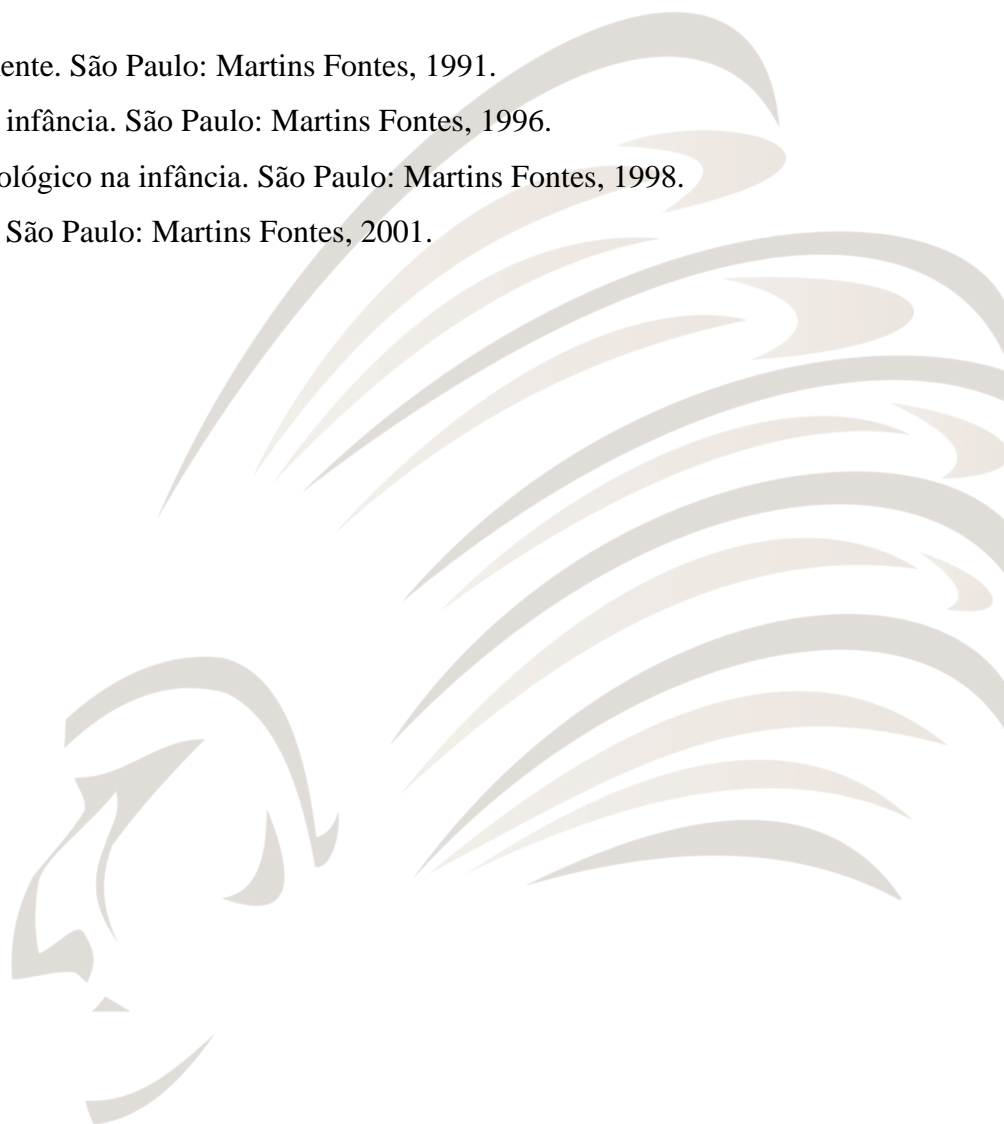 ente. São Paulo: Martins Fontes, 1991.
infância. São Paulo: Martins Fontes, 1996.
ológico na infância. São Paulo: Martins Fontes, 1998.
São Paulo: Martins Fontes, 2001.